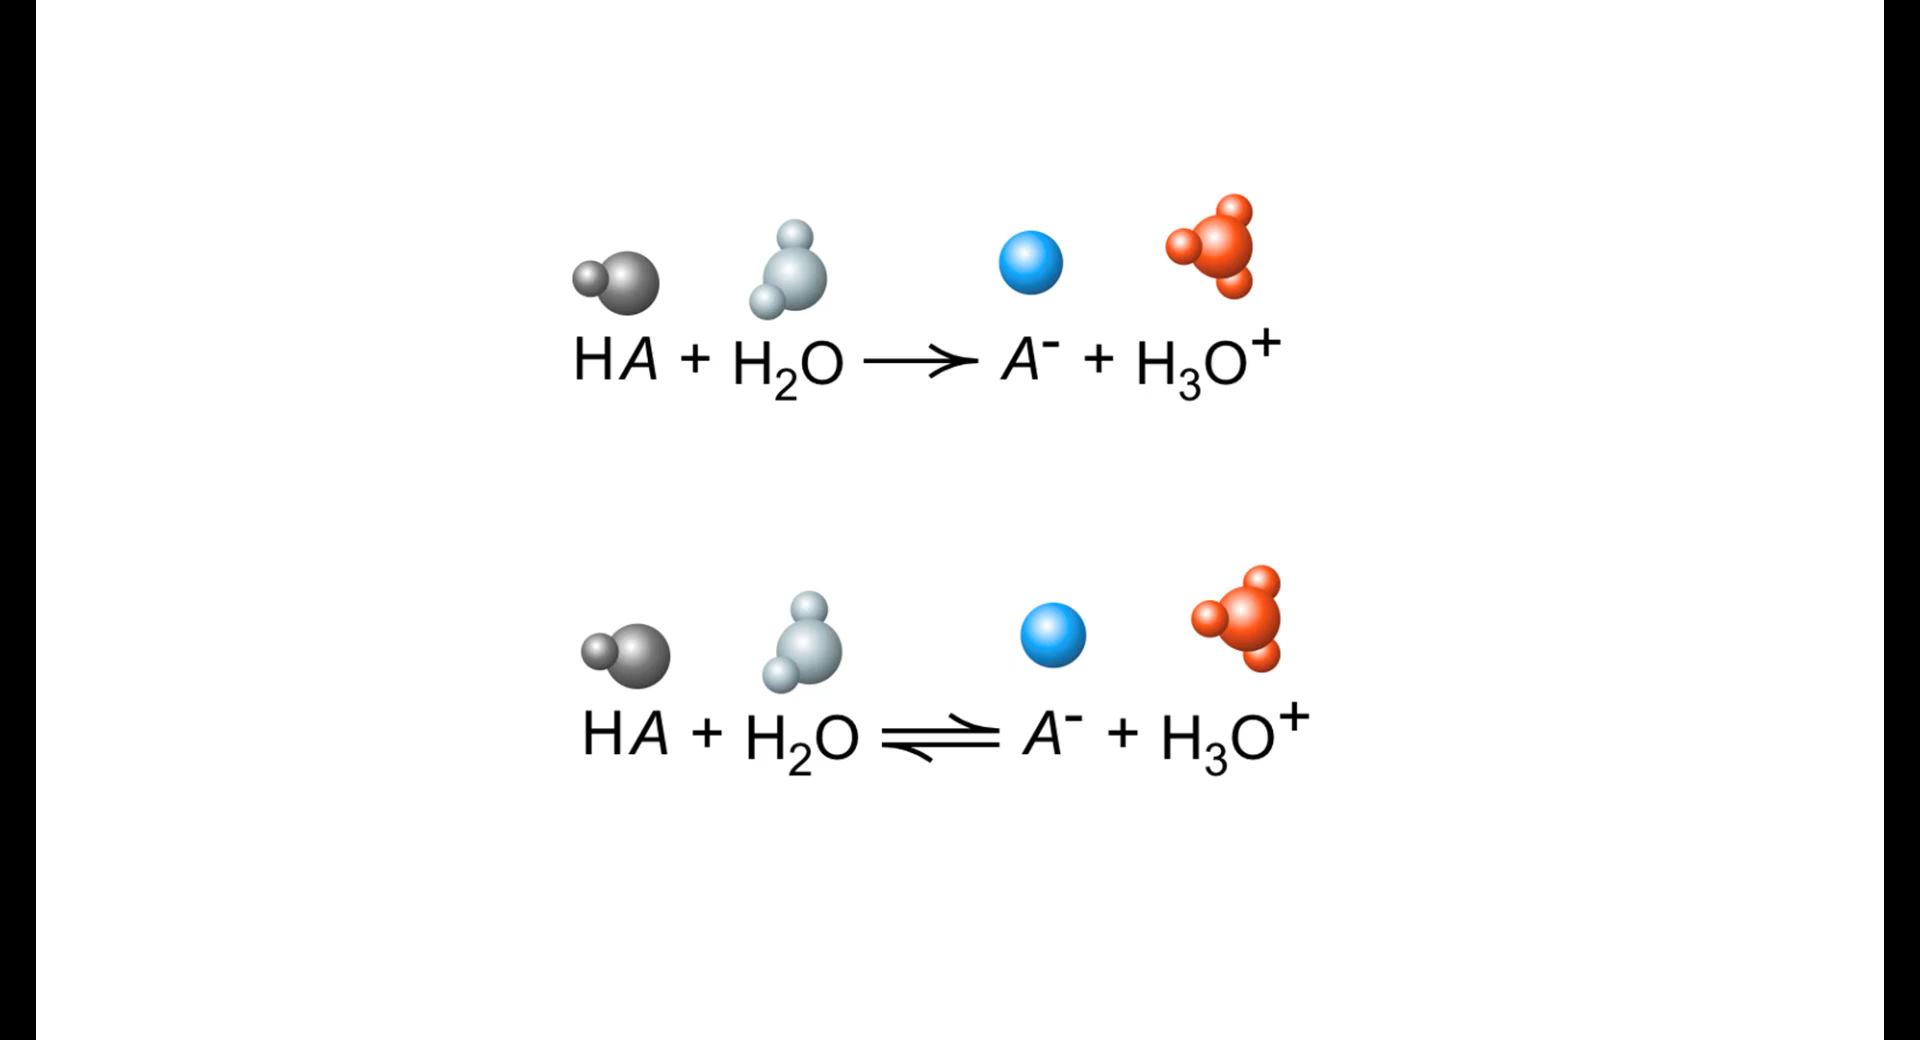 HA + H₂O ⟶ A⁻ + H₃O⁺
HA + H₂O ⇌ A⁻ + H₃O⁺